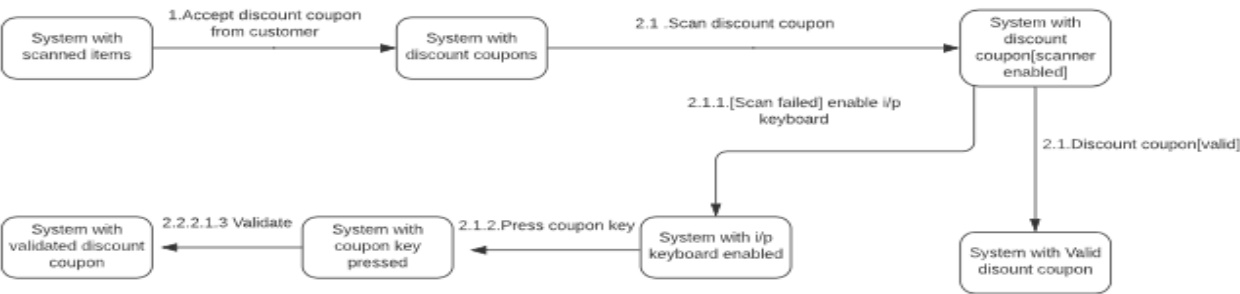 System with
scanned items
1.Accept discount coupon
from customer
System with
discount coupons
2.1 .Scan discount coupon
System with
discount
coupon[scanner
enabled]
2.1.1.[Scan failed] enable i/p
keyboard
2.1.Discount coupon[valid]
System with
validated discount
coupon
2.2.2.1.3 Validate
System with
coupon key
pressed
2.1.2.Press coupon key
System with i/p
keyboard enabled
System with Valid
disount coupon